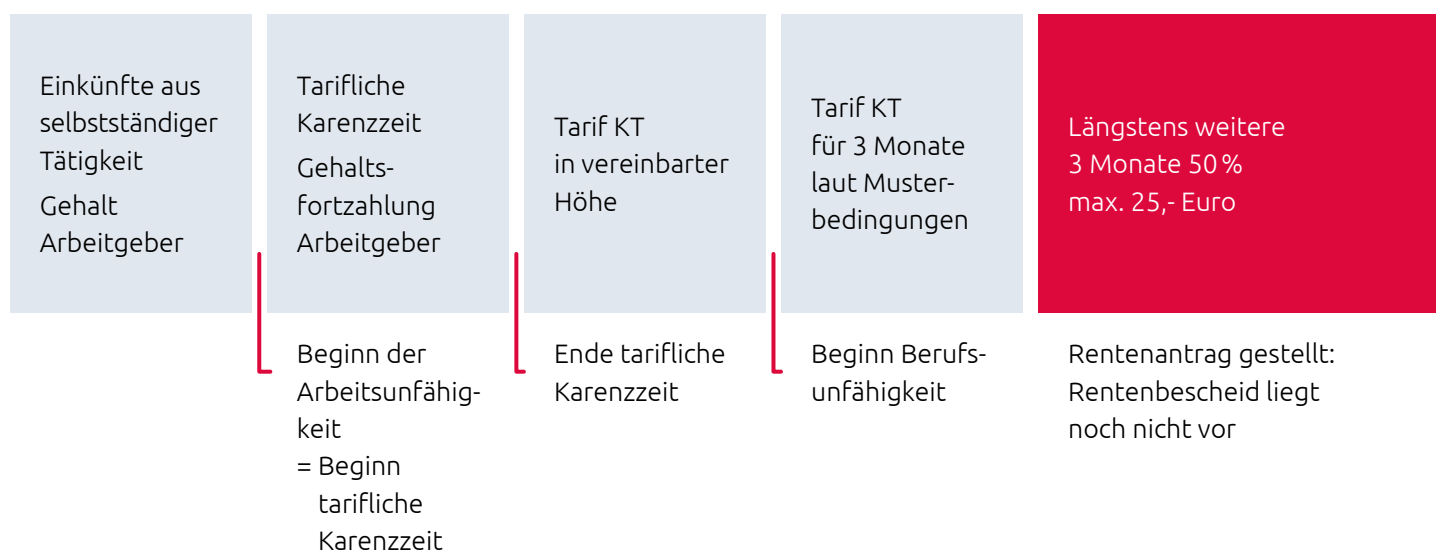 Einkünfte aus
selbstständiger
Tätigkeit
Gehalt
Arbeitgeber
Tarifliche
Karenzzeit
Gehalts-
fortzahlung
Arbeitgeber
Tarif KT
in vereinbarter
Höhe
Tarif KT
für 3 Monate
laut Muster-
bedingungen
Längstens weitere
3 Monate 50 %
max. 25,- Euro
Beginn der
Arbeitsunfähig-
keit
= Beginn
tarifliche
Karenzzeit
Ende tarifliche
Karenzzeit
Beginn Berufs-
unfähigkeit
Rentenantrag gestellt:
Rentenbescheid liegt
noch nicht vor